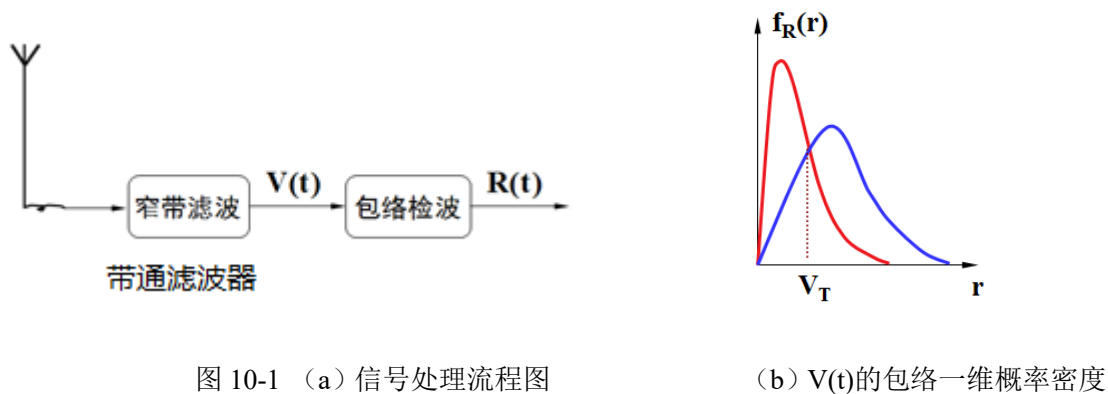 f_R(r)
V(t)
R(t)
窄带滤波
包络检波
带通滤波器
V_T
r
图 10-1 （a）信号处理流程图
（b）V(t)的包络一维概率密度